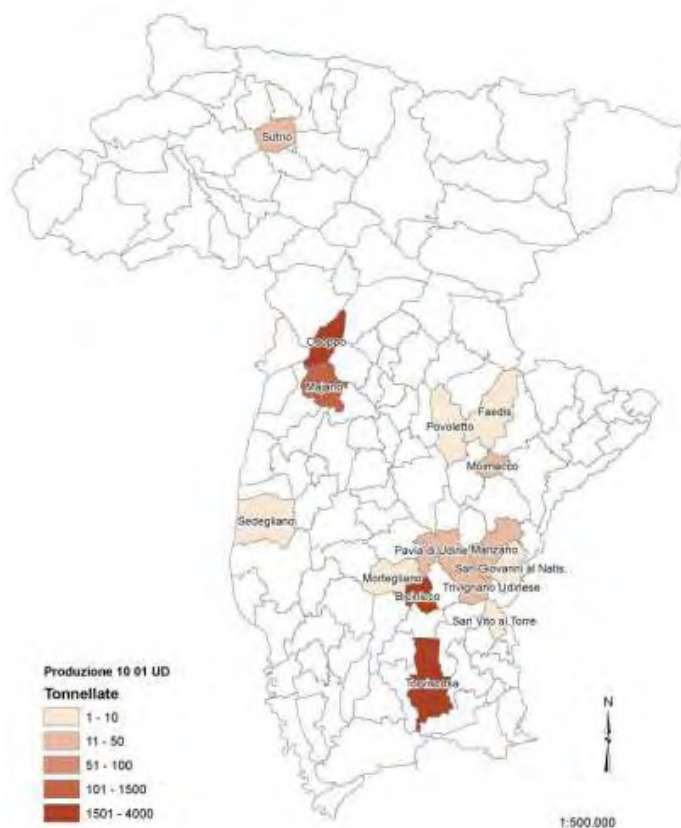 Sutrio
Osoppo
Majano
Faedis
Povoletto
Moimacco
Sedegliano
Pavia di Udine
Manzano
San Giovanni al Natis.
Mortegliano
Trivignano Udinese
Bicinicco
San Vito al Torre
Torviscosa
Produzione 10 01 UD
Tonnellate
1 - 10
11 - 50
51 - 100
101 - 1500
1501 - 4000
N
1:500.000